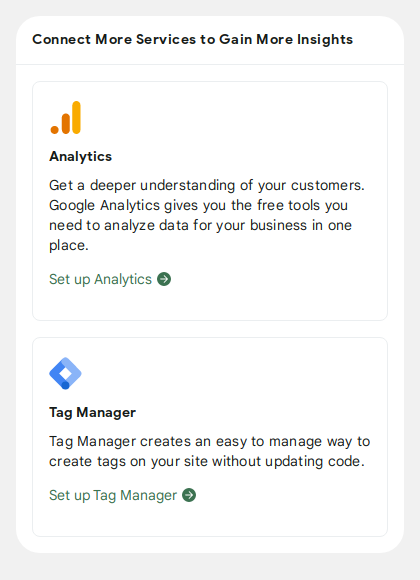 Connect More Services to Gain More Insights
Analytics
Get a deeper understanding of your customers.
Google Analytics gives you the free tools you
need to analyze data for your business in one
place.
Set up Analytics
Tag Manager
Tag Manager creates an easy to manage way to
create tags on your site without updating code.
Set up Tag Manager